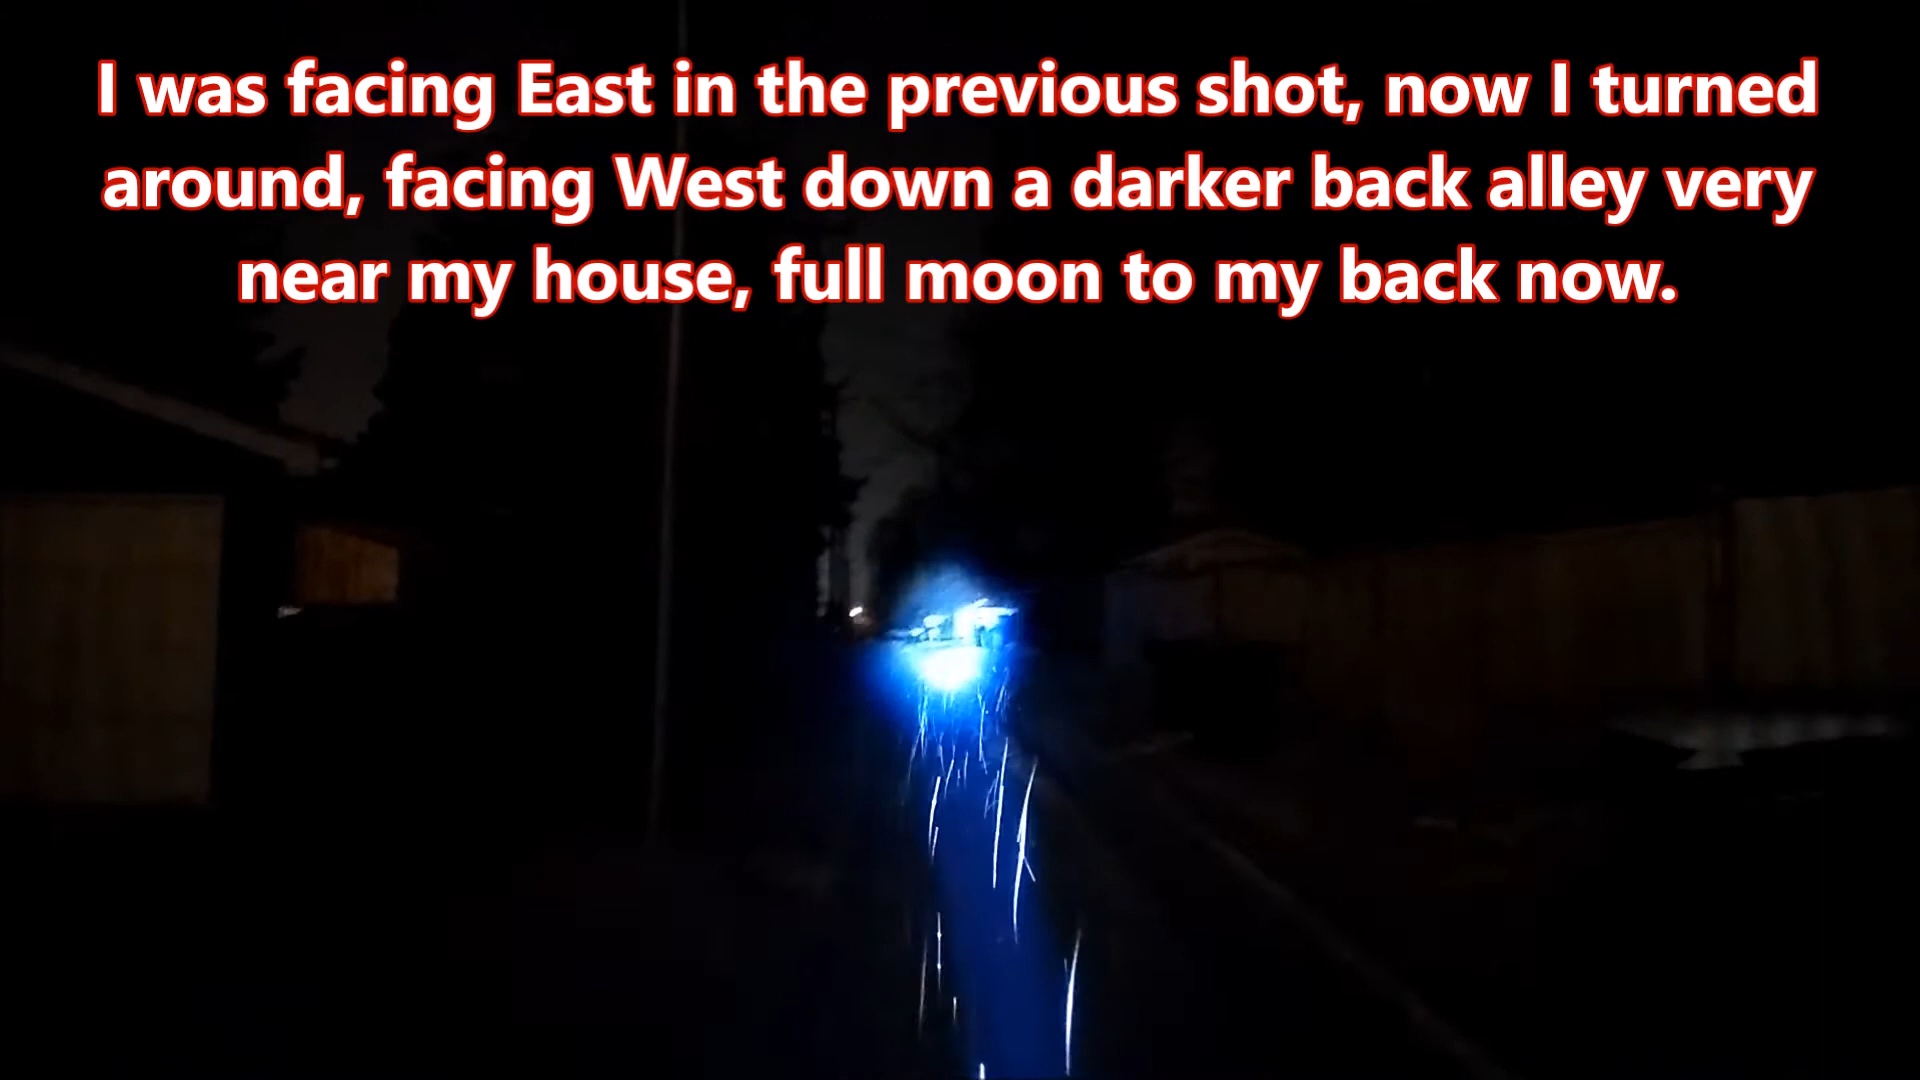 I was facing East in the previous shot, now I turned
around, facing West down a darker back alley very
near my house, full moon to my back now.